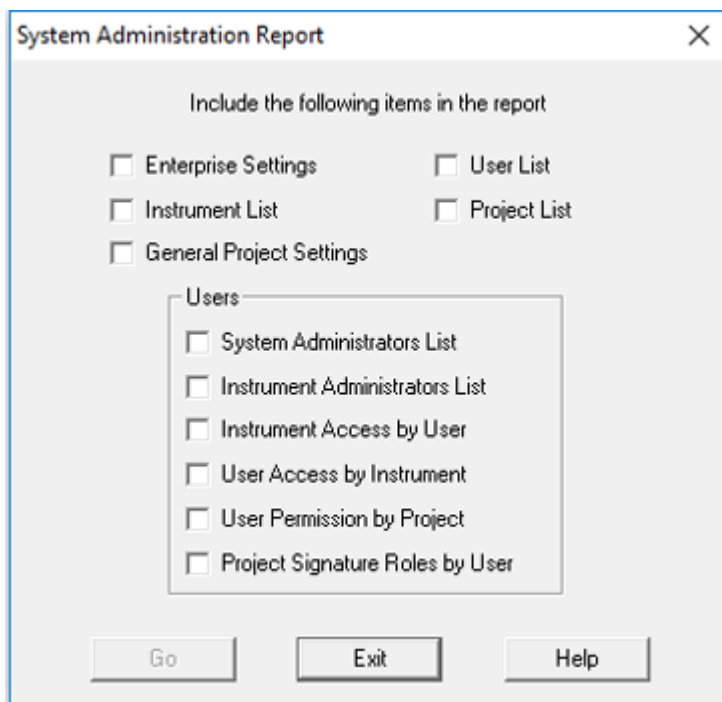 System Administration Report
Include the following items in the report
Enterprise Settings
User List
Instrument List
Project List
General Project Settings
Users
System Administrators List
Instrument Administrators List
Instrument Access by User
User Access by Instrument
User Permission by Project
Project Signature Roles by User
Go
Exit
Help